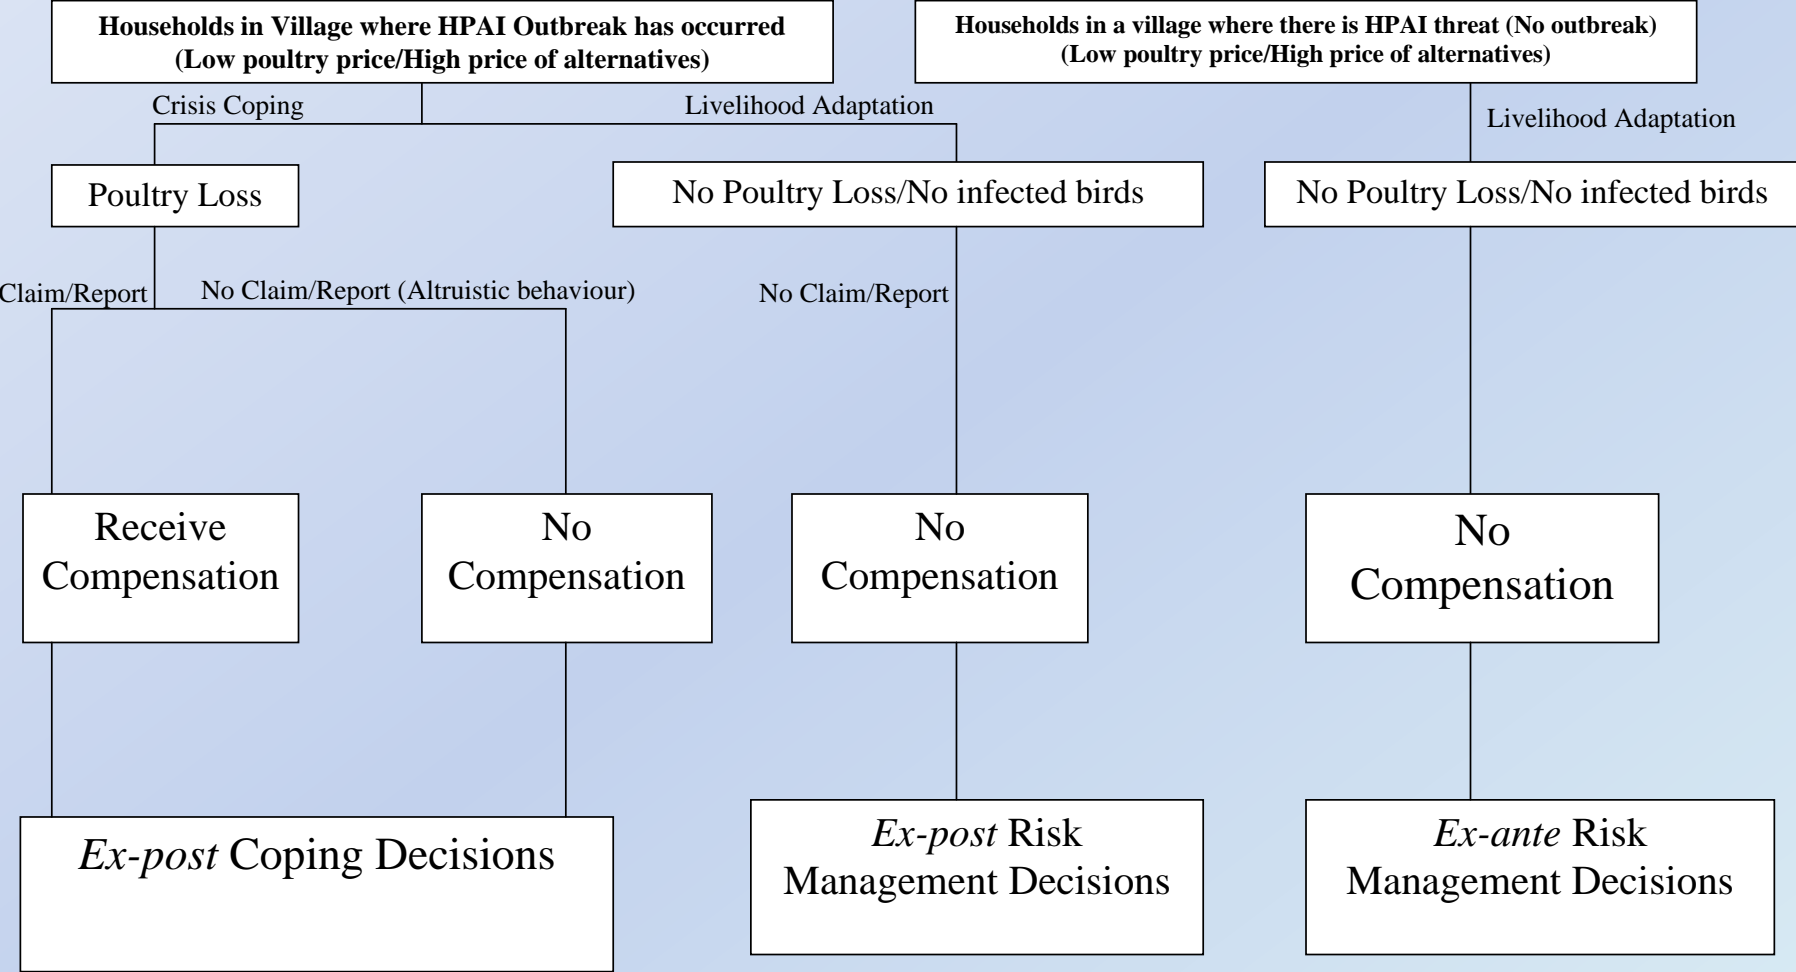 Households in Village where HPAI Outbreak has occurred
(Low poultry price/High price of alternatives)
Households in a village where there is HPAI threat (No outbreak)
(Low poultry price/High price of alternatives)
Crisis Coping
Livelihood Adaptation
Livelihood Adaptation
Poultry Loss
No Poultry Loss/No infected birds
No Poultry Loss/No infected birds
Claim/Report
No Claim/Report (Altruistic behaviour)
No Claim/Report
Receive
Compensation
No
Compensation
No
Compensation
No
Compensation
Ex-post Coping Decisions
Ex-post Risk
Management Decisions
Ex-ante Risk
Management Decisions